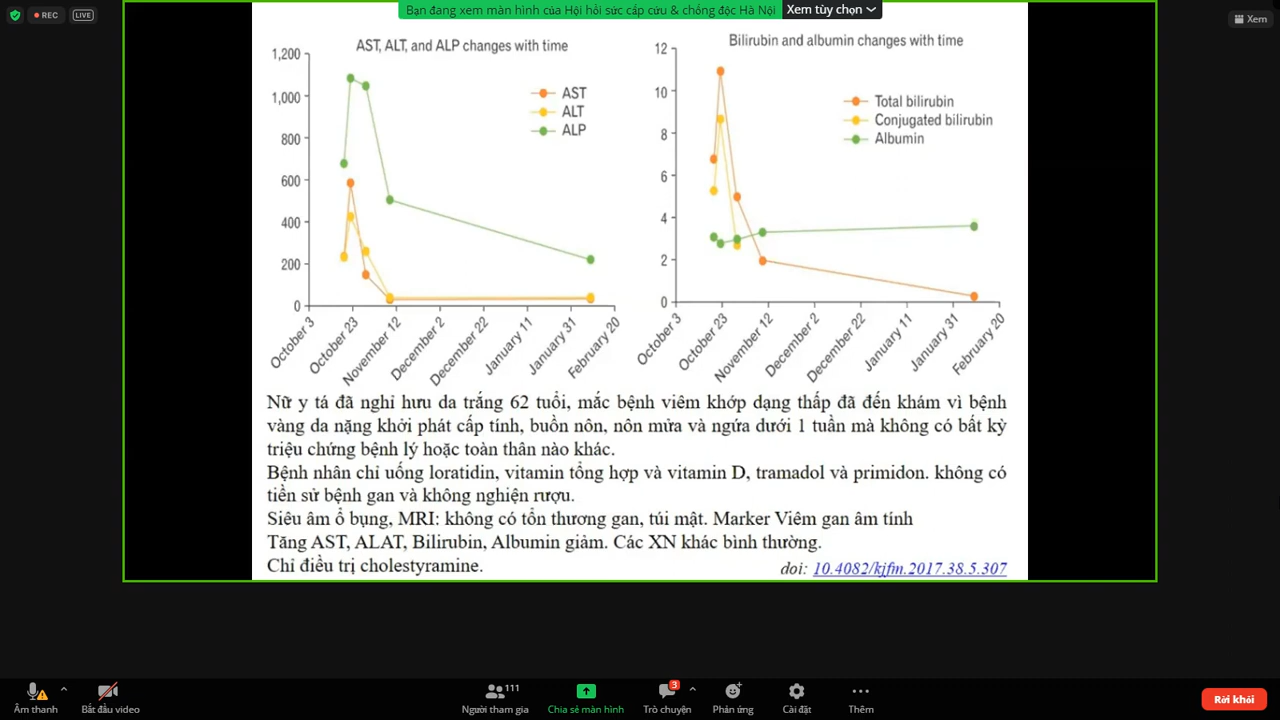 REC
LIVE
Bạn đang xem màn hình của Hội hồi sức cấp cứu & chống độc Hà Nội
Xem tùy chọn
Xem
AST, ALT, and ALP changes with time
1,200
1,000
800
600
400
200
0
AST
ALT
ALP
October 3
October 23
November 12
December 2
December 22
January 11
January 31
February 20
Bilirubin and albumin changes with time
12
10
8
6
4
2
0
Total bilirubin
Conjugated bilirubin
Albumin
October 3
October 23
November 12
December 2
December 22
January 11
January 31
February 20
Nữ y tá đã nghỉ hưu da trắng 62 tuổi, mắc bệnh viêm khớp dạng thấp đã đến khám vì bệnh
vàng da nặng khởi phát cấp tính, buồn nôn, nôn mửa và ngứa dưới 1 tuần mà không có bất kỳ
triệu chứng bệnh lý hoặc toàn thân nào khác.
Bệnh nhân chỉ uống loratidin, vitamin tổng hợp và vitamin D, tramadol và primidon. không có
tiền sử bệnh gan và không nghiện rượu.
Siêu âm ổ bụng, MRI: không có tổn thương gan, túi mật. Marker Viêm gan âm tính
Tăng AST, ALAT, Bilirubin, Albumin giảm. Các XN khác bình thường.
Chỉ điều trị cholestyramine.
doi: 10.4082/kjfm.2017.38.5.307
Âm thanh
Bắt đầu video
111
Người tham gia
Chia sẻ màn hình
3
Trò chuyện
Phản ứng
Cài đặt
Thêm
Rời khỏi